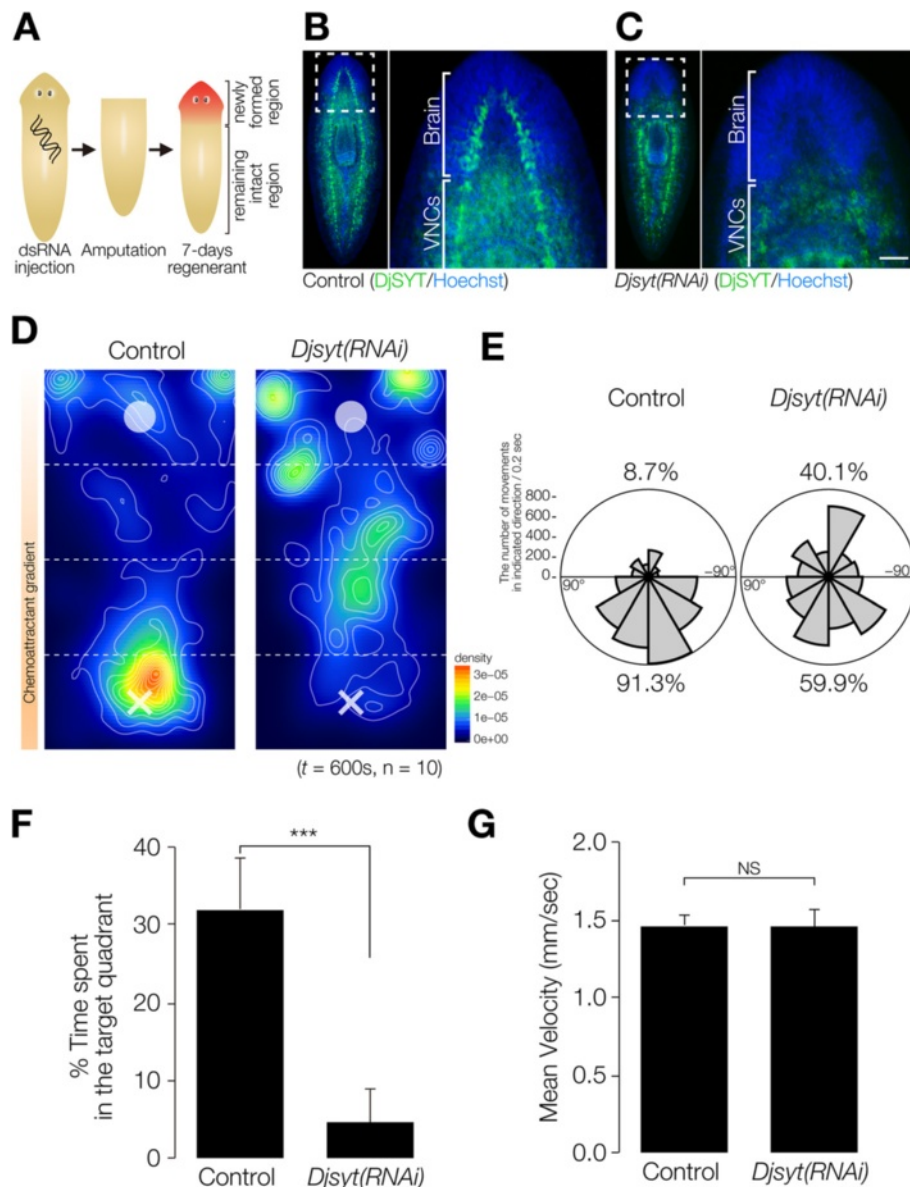 A
newly
formed region
remaining
intact
region
dsRNA
injection
Amputation
7-days
regenerant
B
Brain
VNCs
Control (DjSYT/Hoechst)
C
Brain
VNCs
Djsyt(RNAi) (DjSYT/Hoechst)
D
Control
Djsyt(RNAi)
Chemoattractant gradient
density
3e-05
2e-05
1e-05
0e+00
(t = 600s, n = 10)
E
Control
Djsyt(RNAi)
8.7%
40.1%
The number of movements
in indicated direction / 0.2 sec
800-
600-
400-
200-
0-
90°
-90°
90°
-90°
91.3%
59.9%
F
% Time spent
in the target quadrant
40
30
20
10
0
***
Control
Djsyt(RNAi)
G
Mean Velocity (mm/sec)
2.0
1.5
1.0
0.5
0.0
NS
Control
Djsyt(RNAi)